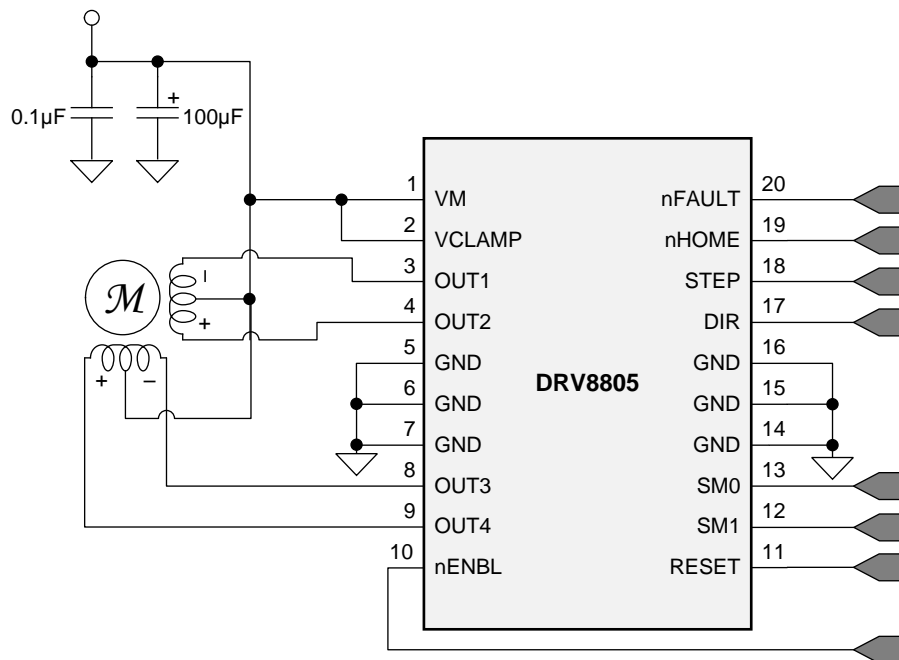 0.1µF
+
100µF
DRV8805
1
VM
2
VCLAMP
3
OUT1
4
OUT2
5
GND
6
GND
7
GND
8
OUT3
9
OUT4
10
nENBL
20
nFAULT
19
nHOME
18
STEP
17
DIR
16
GND
15
GND
14
GND
13
SM0
12
SM1
11
RESET
M
–
+
+
–